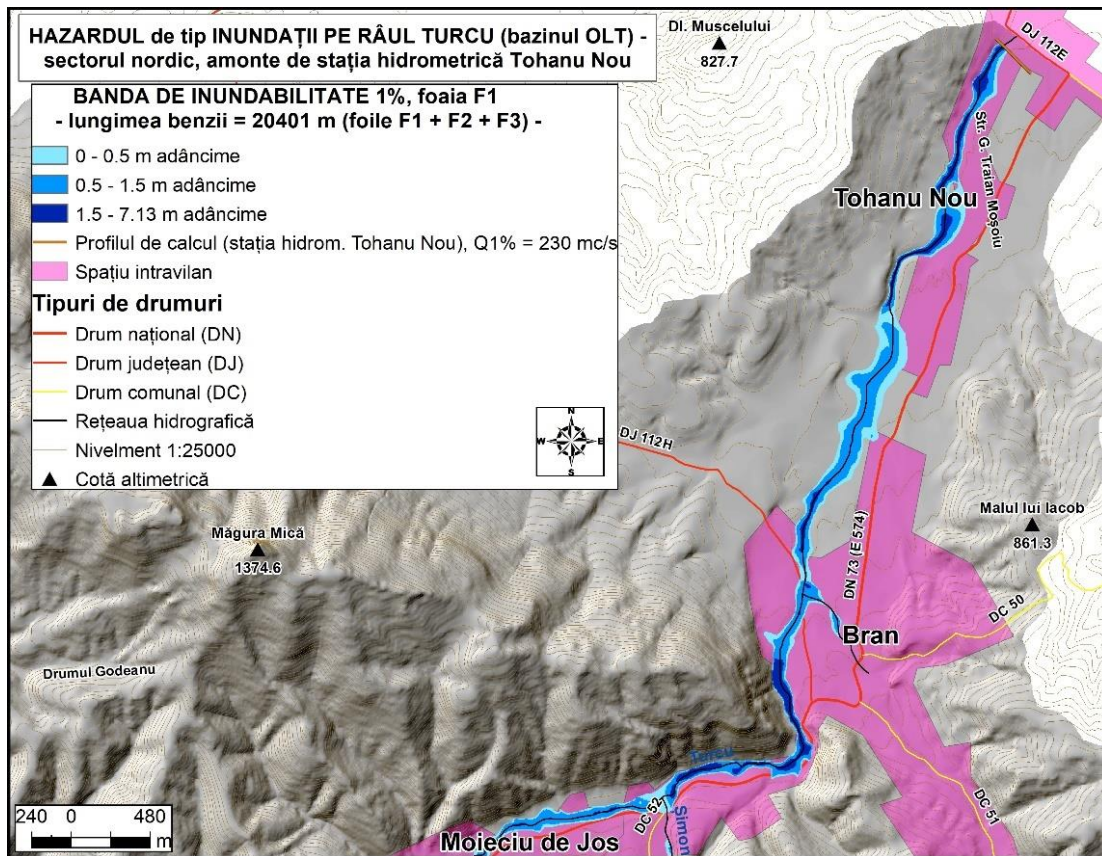 HAZARDUL de tip INUNDAȚII PE RÂUL TURCU (bazinul OLT) -
sectorul nordic, amonte de stația hidrometrică Tohanu Nou
BANDA DE INUNDABILITATE 1%, foaia F1
- lungimea benzii = 20401 m (foile F1 + F2 + F3) -
0 - 0.5 m adâncime
0.5 - 1.5 m adâncime
1.5 - 7.13 m adâncime
Profilul de calcul (stația hidrom. Tohanu Nou), Q1% = 230 mc/s
Spațiu intravilan
Tipuri de drumuri
Drum național (DN)
Drum județean (DJ)
Drum comunal (DC)
Rețeaua hidrografică
Nivelment 1:25000
Cotă altimetrică
N
W E
S
Dl. Muscelului
827.7
DJ 112E
Str. G. Traian Moșoiu
Tohanu Nou
DJ 112H
Măgura Mică
1374.6
Malul lui Iacob
861.3
DN 73 (E 574)
DC 50
Bran
Drumul Godeanu
Turcu
DC 52
Simon
DC 51
Moieciu de Jos
240 0 480
m